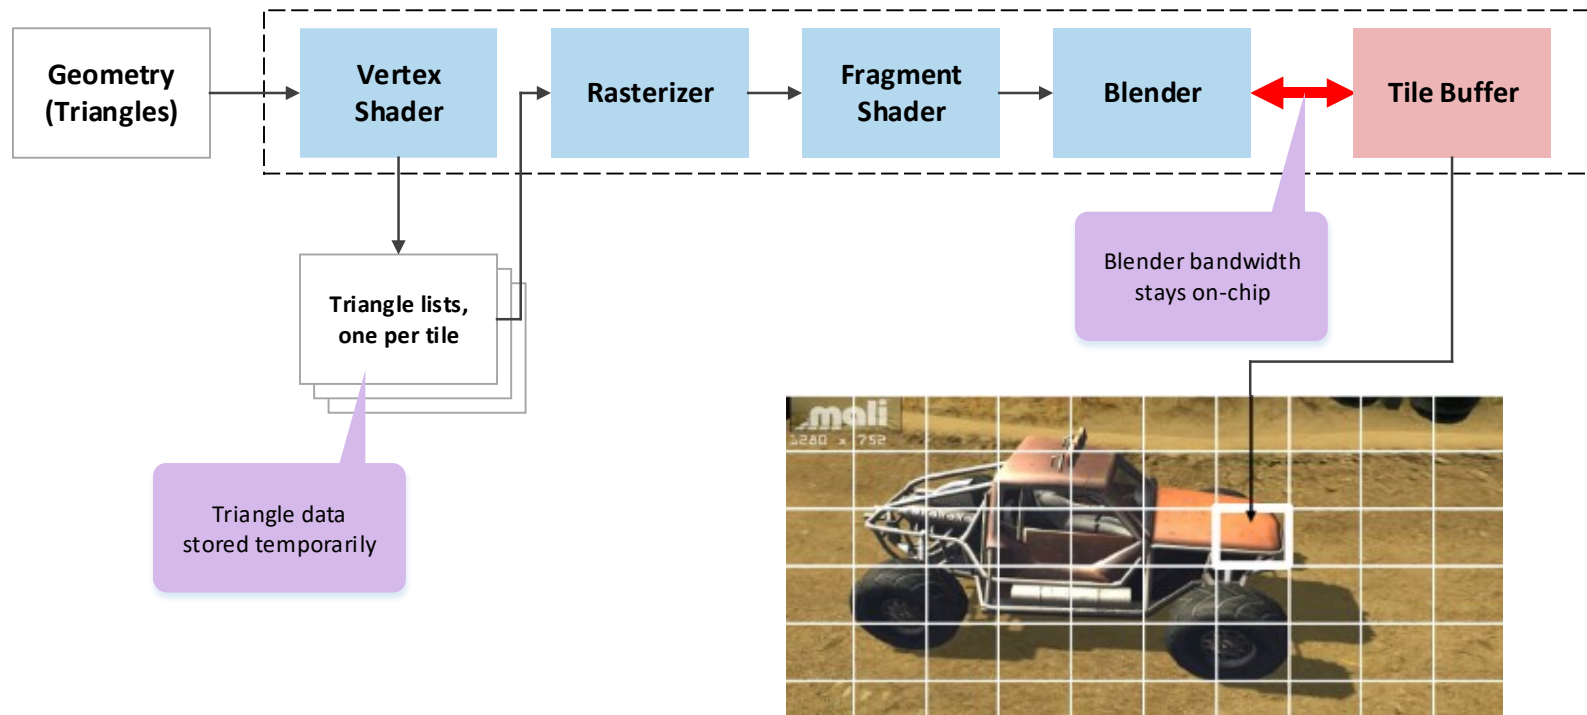 Geometry
(Triangles)
Vertex
Shader
Rasterizer
Fragment
Shader
Blender
Tile Buffer
Triangle lists,
one per tile
Blender bandwidth
stays on-chip
Triangle data
stored temporarily
mali
1280 x 752